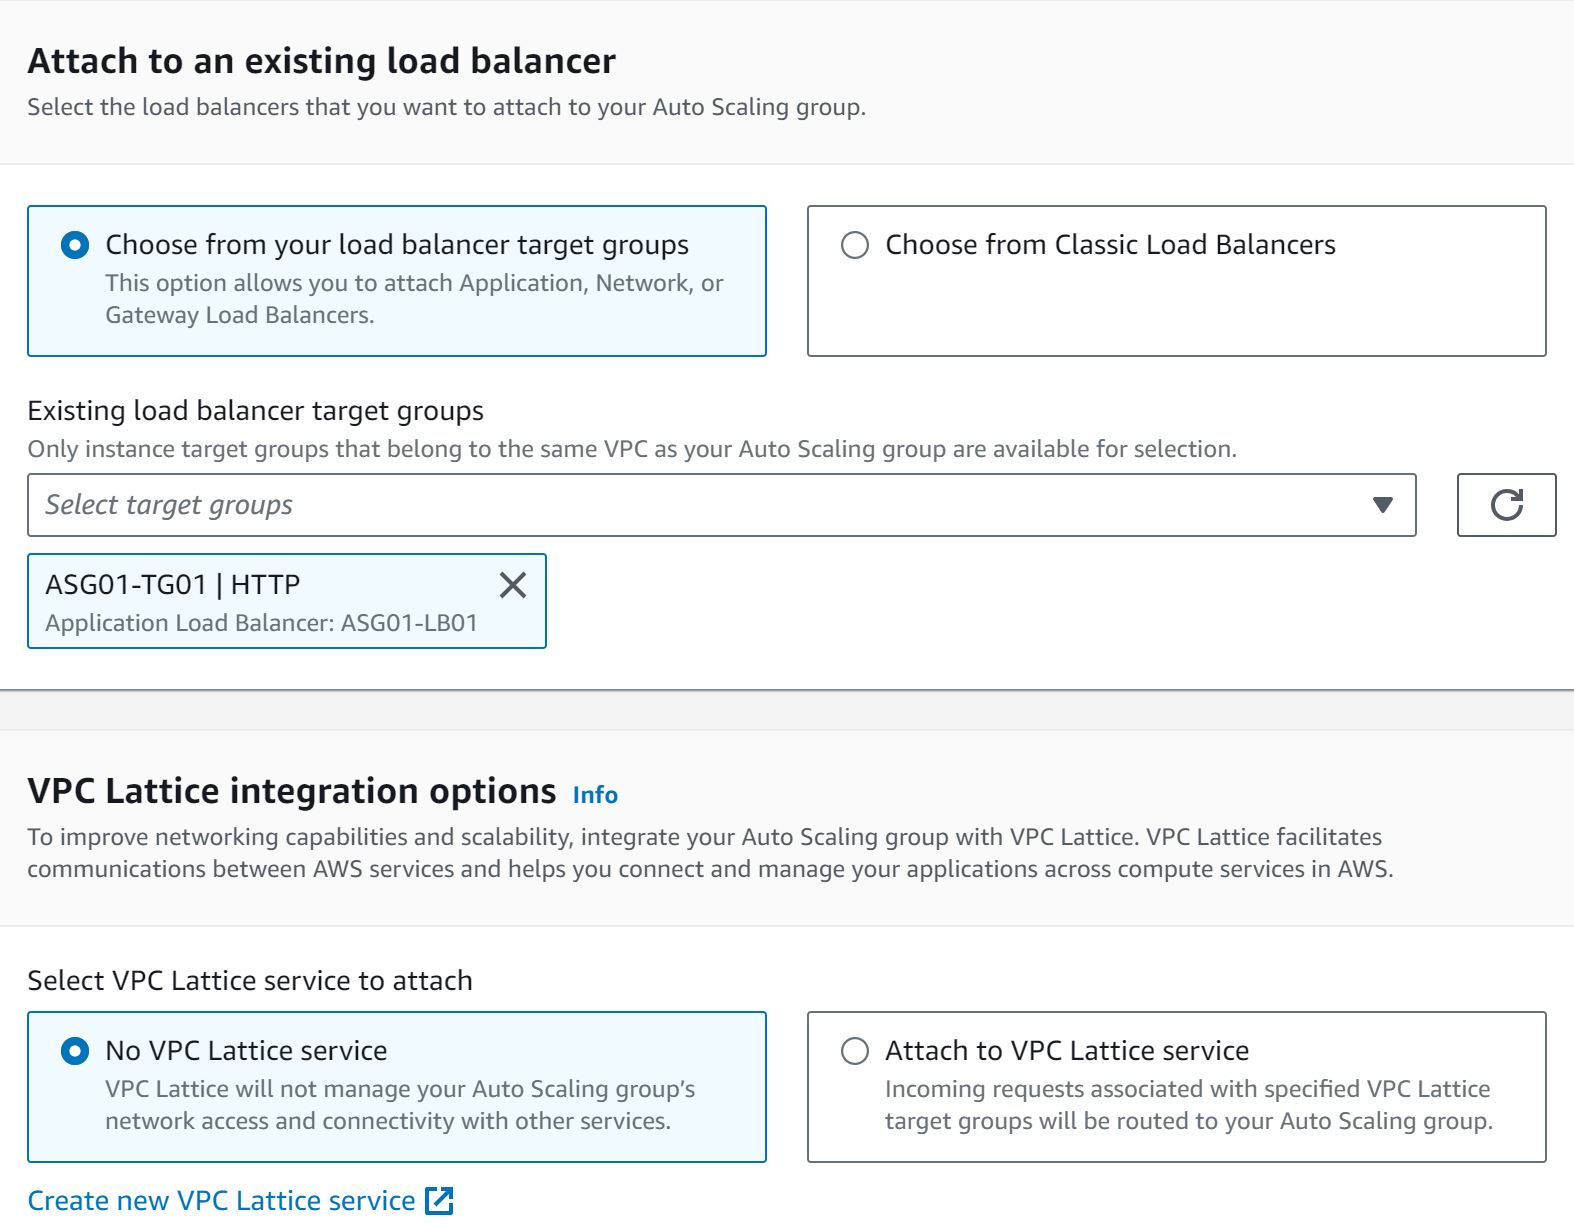 Attach to an existing load balancer
Select the load balancers that you want to attach to your Auto Scaling group.
Choose from your load balancer target groups
This option allows you to attach Application, Network, or
Gateway Load Balancers.
Choose from Classic Load Balancers
Existing load balancer target groups
Only instance target groups that belong to the same VPC as your Auto Scaling group are available for selection.
Select target groups
ASG01-TG01 | HTTP
Application Load Balancer: ASG01-LB01
VPC Lattice integration options Info
To improve networking capabilities and scalability, integrate your Auto Scaling group with VPC Lattice. VPC Lattice facilitates
communications between AWS services and helps you connect and manage your applications across compute services in AWS.
Select VPC Lattice service to attach
No VPC Lattice service
VPC Lattice will not manage your Auto Scaling group's
network access and connectivity with other services.
Attach to VPC Lattice service
Incoming requests associated with specified VPC Lattice
target groups will be routed to your Auto Scaling group.
Create new VPC Lattice service